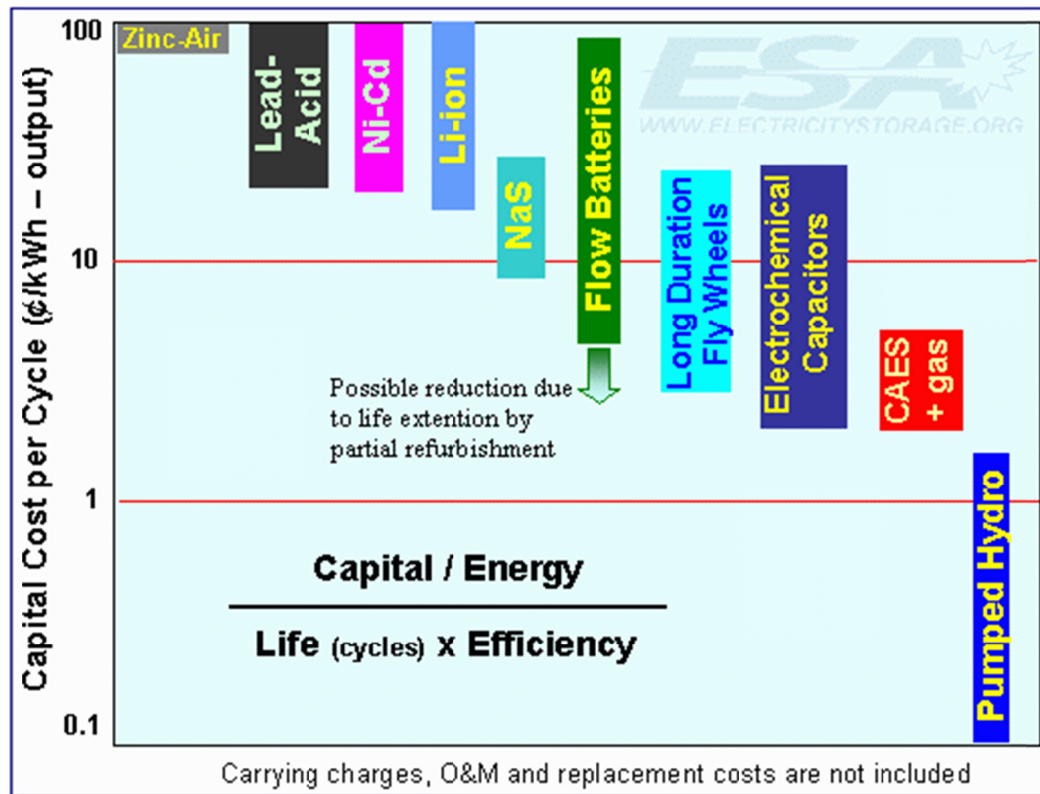 Capital Cost per Cycle (¢/kWh – output)
100
10
1
0.1
Zinc-Air
Lead-
Acid
Ni-Cd
Li-ion
NaS
Flow Batteries
Long Duration
Fly Wheels
Electrochemical
Capacitors
CAES
+ gas
Pumped Hydro
ESA
WWW.ELECTRICITYSTORAGE.ORG
Possible reduction due
to life extention by
partial refurbishment
Capital / Energy
Life (cycles) x Efficiency
Carrying charges, O&M and replacement costs are not included